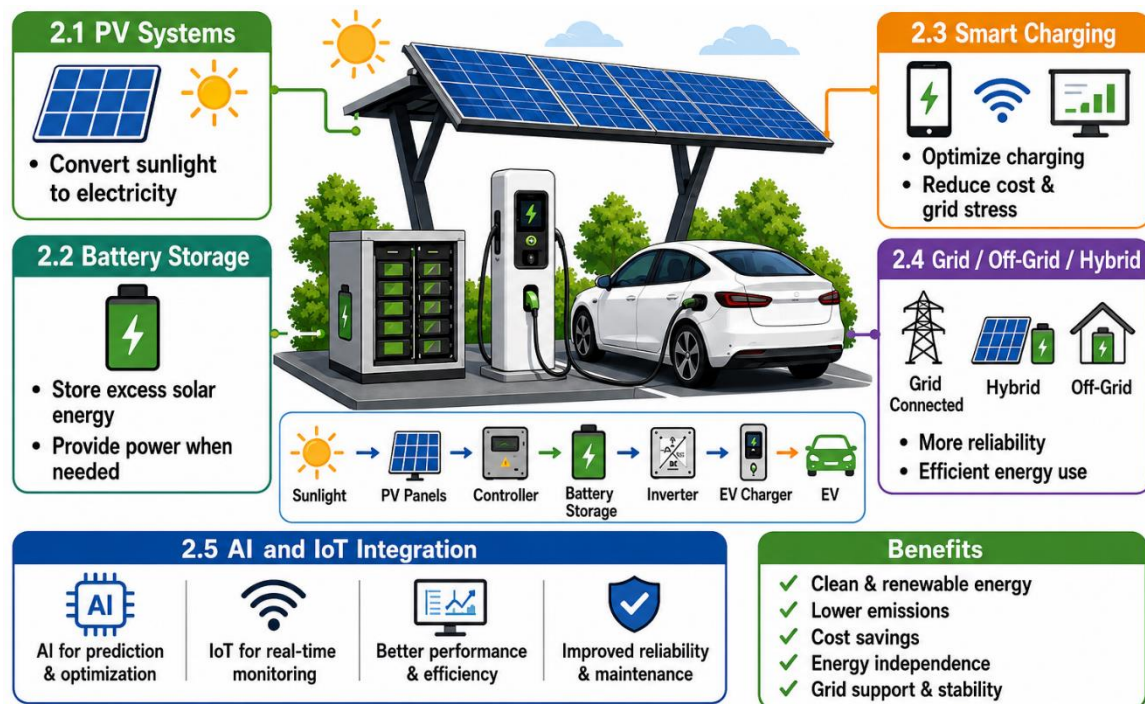 2.1 PV Systems
• Convert sunlight
to electricity
2.2 Battery Storage
• Store excess solar
energy
• Provide power when
needed
2.3 Smart Charging
• Optimize charging
• Reduce cost &
grid stress
2.4 Grid / Off-Grid / Hybrid
Grid
Connected
Hybrid
Off-Grid
• More reliability
• Efficient energy use
Sunlight
PV Panels
Controller
Battery
Storage
Inverter
EV Charger
EV
2.5 AI and IoT Integration
AI
AI for prediction
& optimization
IoT for real-time
monitoring
Better performance
& efficiency
Improved reliability
& maintenance
Benefits
✓ Clean & renewable energy
✓ Lower emissions
✓ Cost savings
✓ Energy independence
✓ Grid support & stability